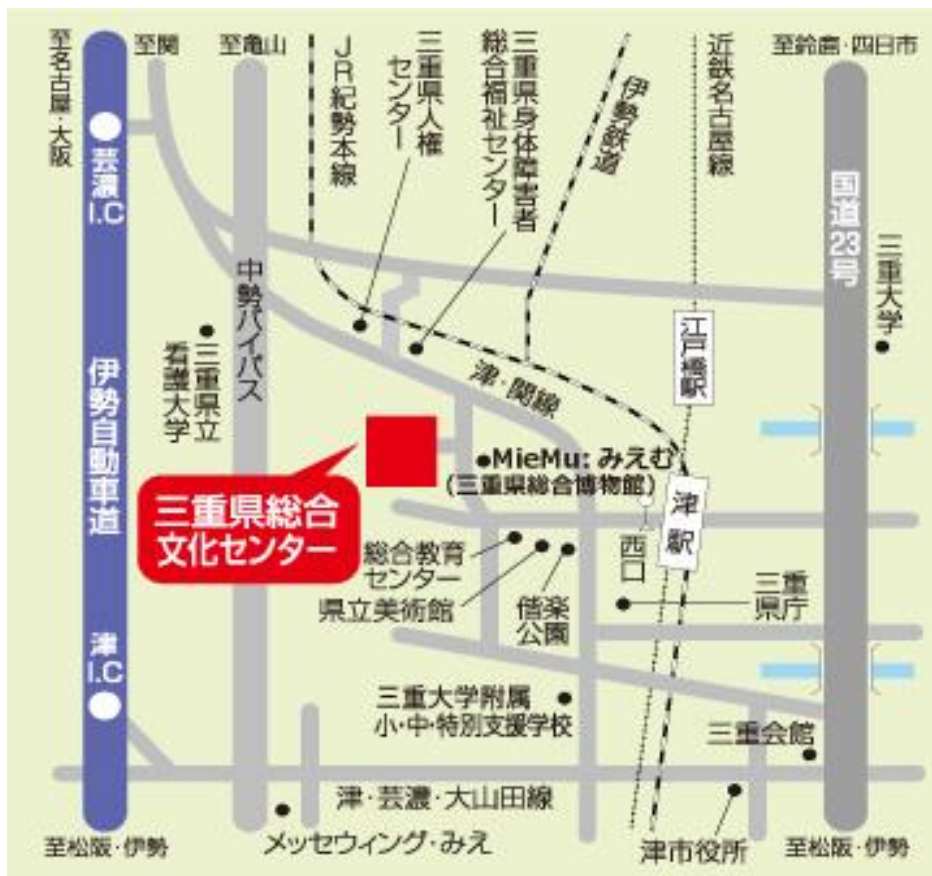 至名古屋・大阪
至関
至亀山
JR紀勢本線
三重県人権
センター
三重県身体障害者
総合福祉センター
伊勢鉄道
近鉄名古屋線
至鈴鹿・四日市
芸濃
I.C
国道23号
三重大学
中勢バイパス
江戸橋駅
三重県立
看護大学
伊勢自動車道
津・関線
MieMu: みえむ
(三重県総合博物館)
三重県総合
文化センター
津駅
西口
総合教育
センター
県立美術館
偕楽
公園
三重
県庁
津
I.C
三重大学附属
小・中・特別支援学校
三重会館
津・芸濃・大山田線
メッセウィング・みえ
津市役所
至松阪・伊勢
至松阪・伊勢